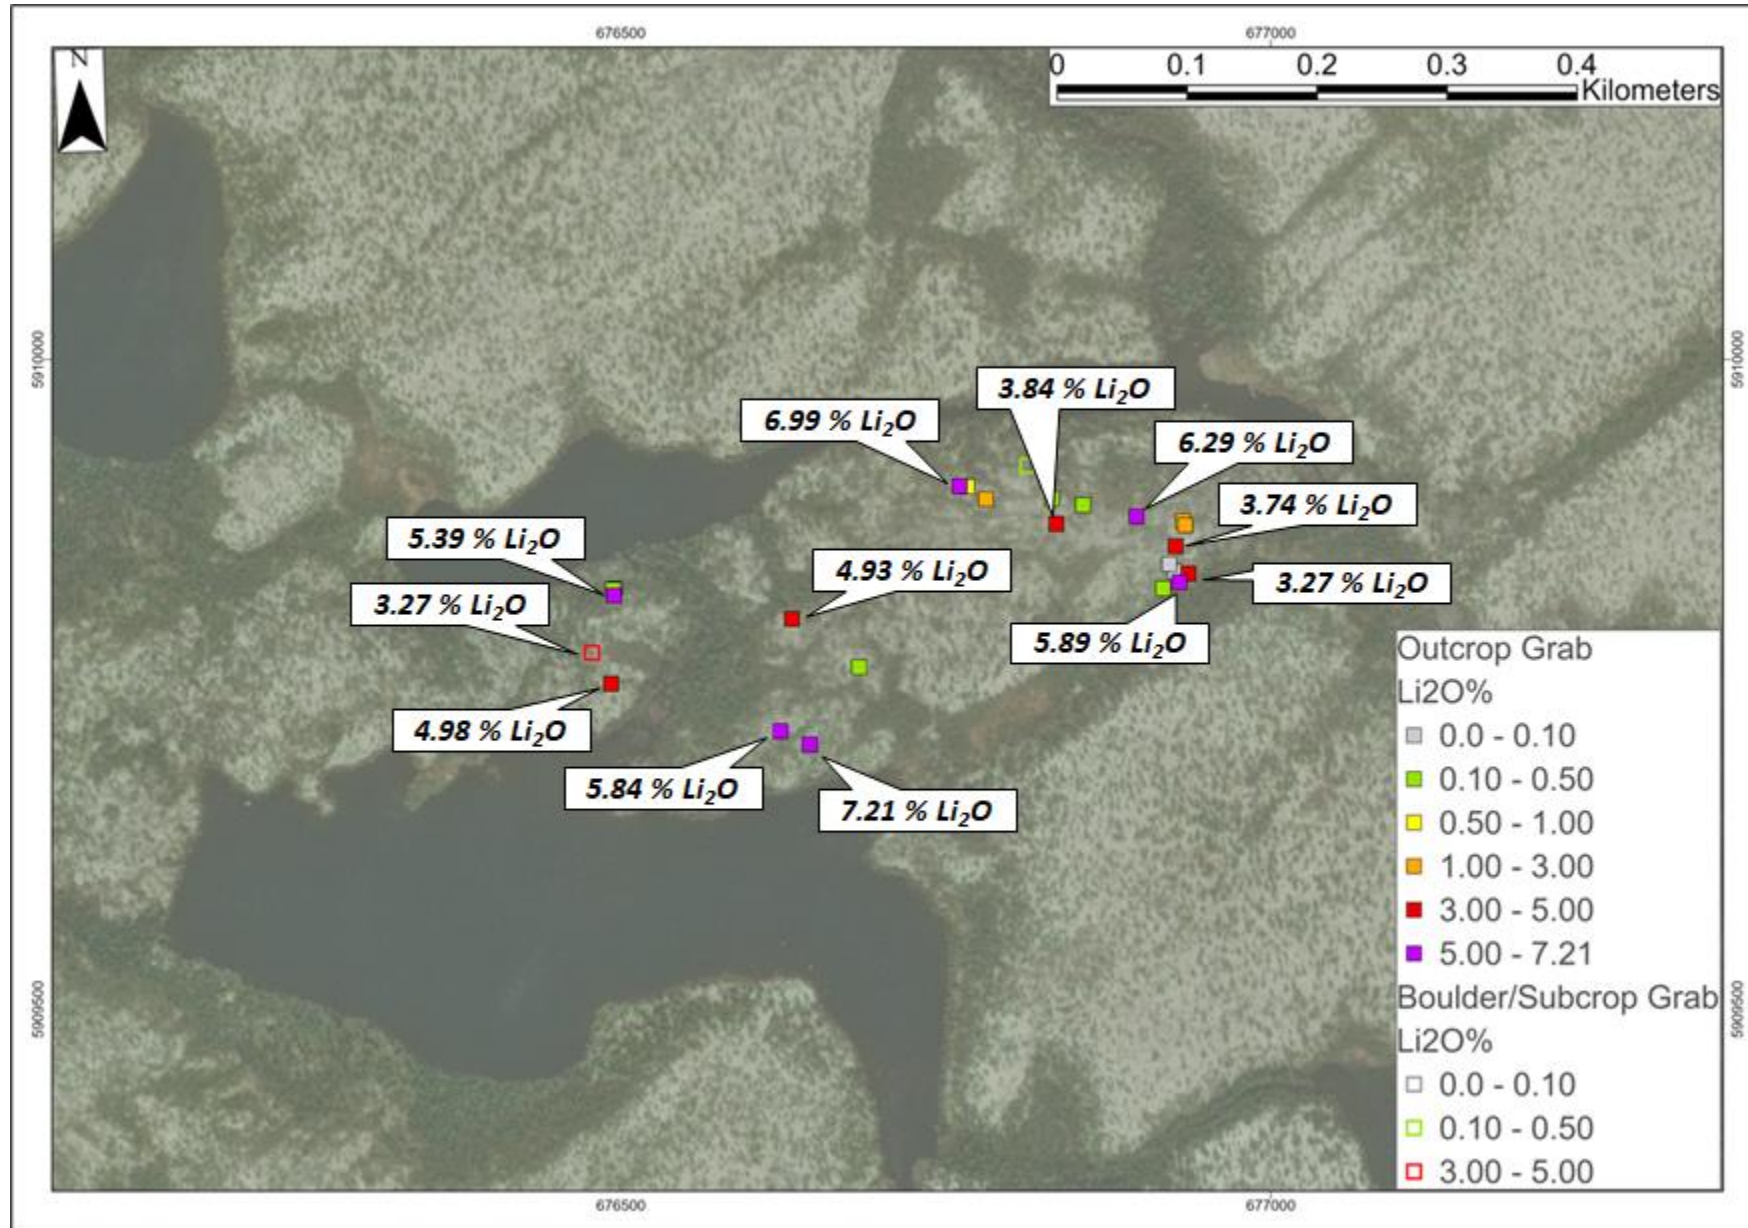 676500
677000
N
0 0.1 0.2 0.3 0.4
Kilometers
5910000
5910000
3.84 % Li₂O
6.99 % Li₂O
6.29 % Li₂O
3.74 % Li₂O
5.39 % Li₂O
4.93 % Li₂O
3.27 % Li₂O
3.27 % Li₂O
5.89 % Li₂O
4.98 % Li₂O
5.84 % Li₂O
7.21 % Li₂O
Outcrop Grab
Li2O%
0.0 - 0.10
0.10 - 0.50
0.50 - 1.00
1.00 - 3.00
3.00 - 5.00
5.00 - 7.21
Boulder/Subcrop Grab
Li2O%
0.0 - 0.10
0.10 - 0.50
3.00 - 5.00
5909500
5909500
676500
677000